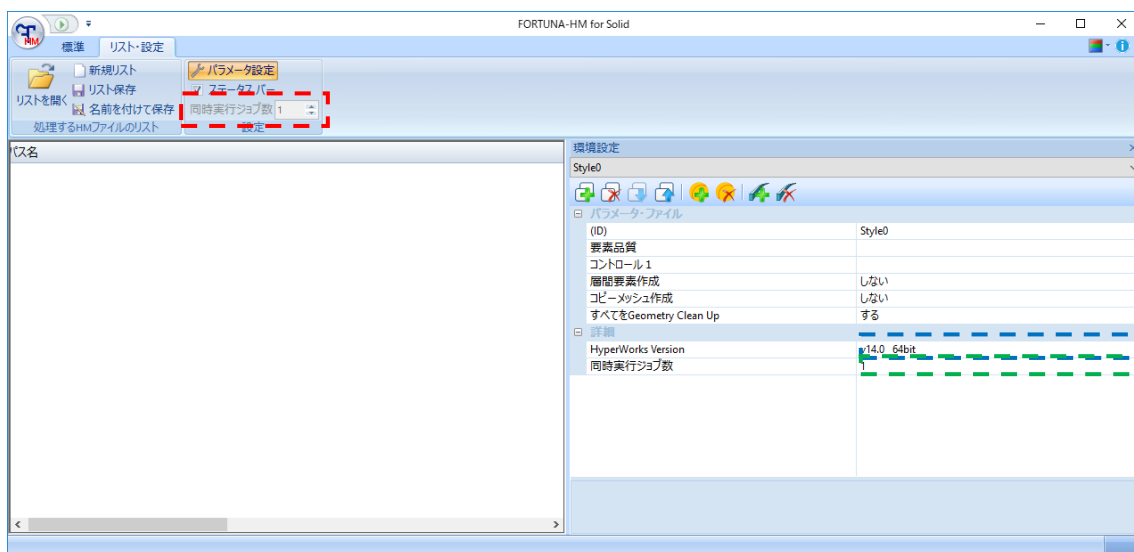 FORTUNA-HM for Solid
HM
標準 リスト・設定
リストを開く
新規リスト
リスト保存
名前を付けて保存
処理するHMファイルのリスト
パラメータ設定
ステータス バー
同時実行ジョブ数 1
設定
パス名
環境設定
Style0
パラメータ・ファイル
(ID) Style0
要素品質
コントロール 1
層間要素作成 しない
コピーメッシュ作成 しない
すべてをGeometry Clean Up する
詳細
HyperWorks Version v14.0_64bit
同時実行ジョブ数 1